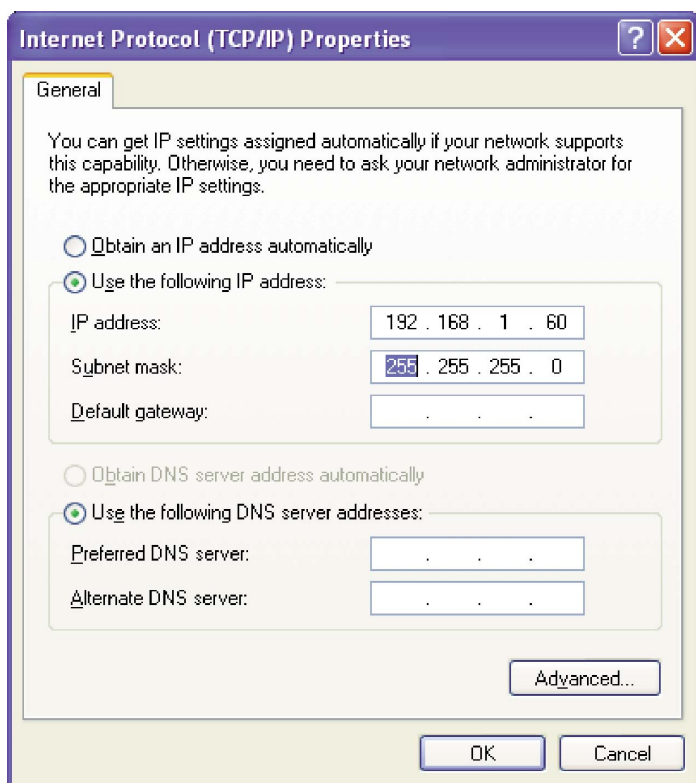 Internet Protocol (TCP/IP) Properties
General
You can get IP settings assigned automatically if your network supports
this capability. Otherwise, you need to ask your network administrator for
the appropriate IP settings.
Obtain an IP address automatically
Use the following IP address:
IP address: 192 . 168 . 1 . 60
Subnet mask: 255 . 255 . 255 . 0
Default gateway: . . .
Obtain DNS server address automatically
Use the following DNS server addresses:
Preferred DNS server: . . .
Alternate DNS server: . . .
Advanced...
OK Cancel